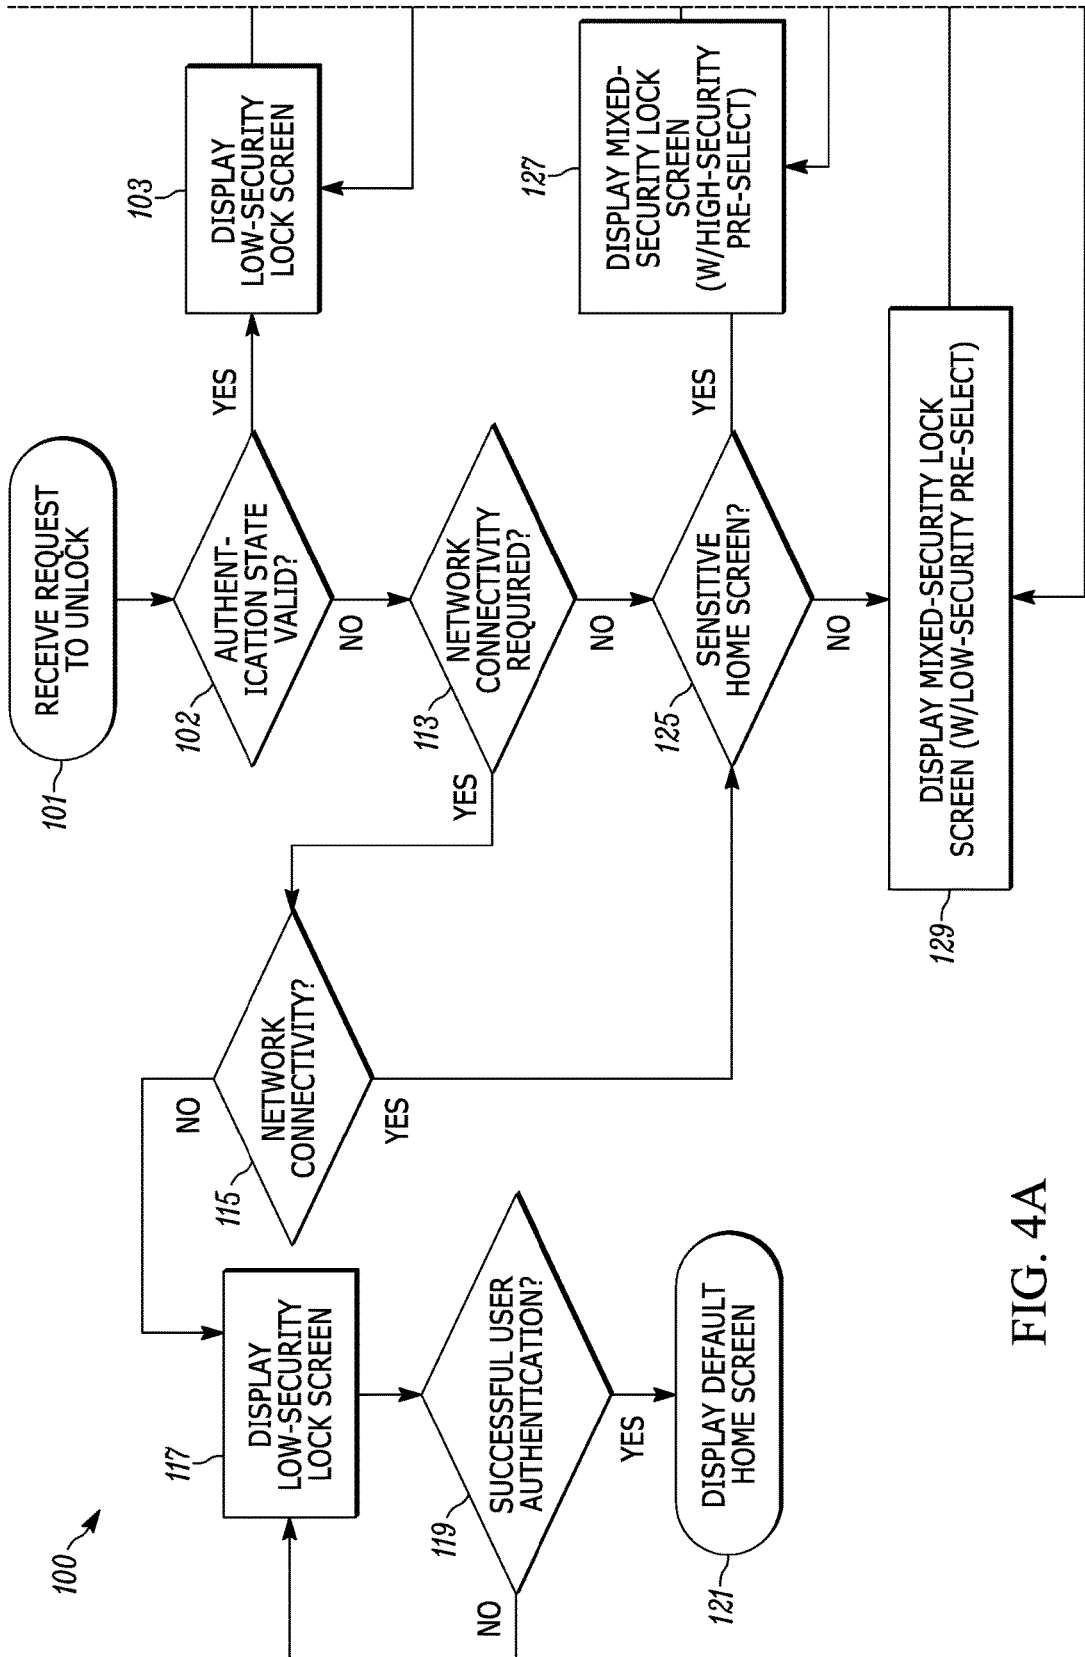 100
101
RECEIVE REQUEST
TO UNLOCK
102
AUTHENT-
ICATION STATE
VALID?
YES
NO
103
DISPLAY
LOW-SECURITY
LOCK SCREEN
113
NETWORK
CONNECTIVITY
REQUIRED?
YES
NO
115
NETWORK
CONNECTIVITY?
NO
YES
117
DISPLAY
LOW-SECURITY
LOCK SCREEN
119
SUCCESSFUL USER
AUTHENTICATION?
NO
YES
121
DISPLAY DEFAULT
HOME SCREEN
125
SENSITIVE
HOME SCREEN?
YES
NO
127
DISPLAY MIXED-
SECURITY LOCK
SCREEN
(W/HIGH-SECURITY
PRE-SELECT)
129
DISPLAY MIXED-SECURITY LOCK
SCREEN (W/LOW-SECURITY PRE-SELECT)
FIG. 4A